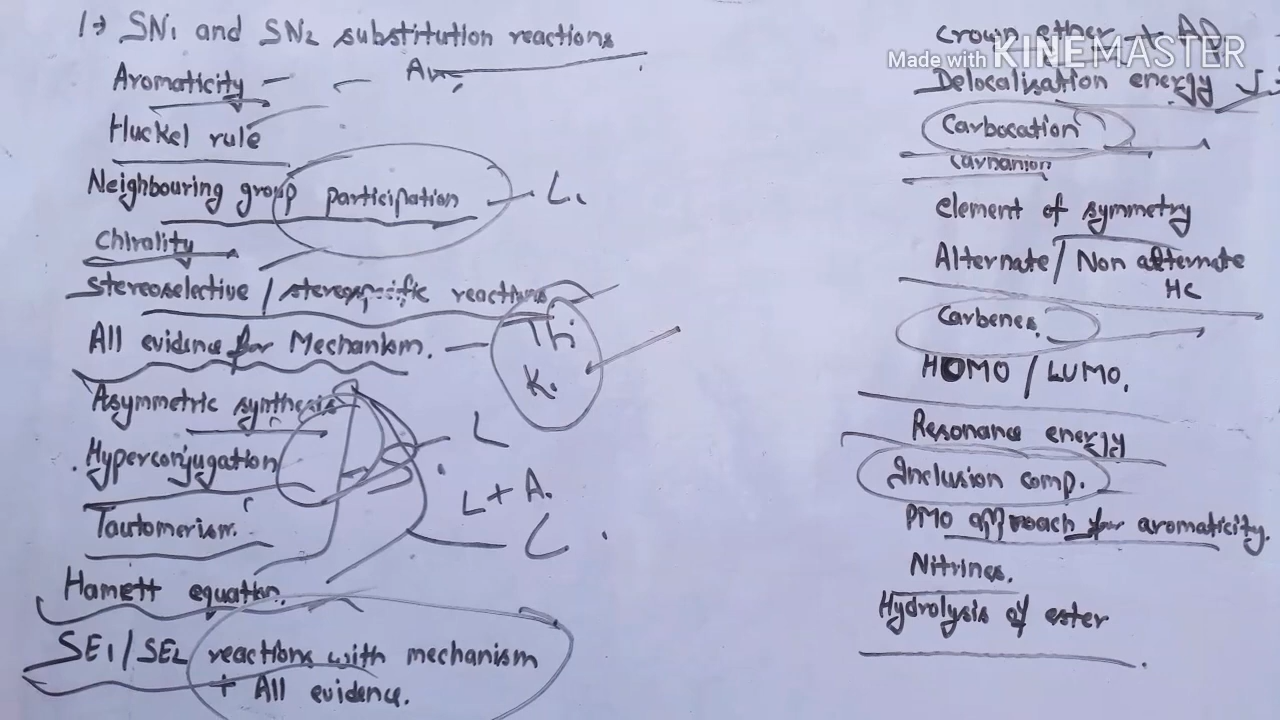 1→ SN1 and SN2 substitution reactions
Aromaticity
Huckel rule
Neighbouring group participation - L.
Chirality
stereoselective / stereospecific reactions
All evidence for Mechanism. - Th.
K.
Asymmetric synthesis
L
Hyperconjugation
L + A.
Tautomerism.
C
Hamett equation.
SE1/SE2 reactions with mechanism
+ All evidence.
Crown ether
Made with KINEMASTER
Delocalisation energy
Carbocation
Carnanion
element of symmetry
Alternate / Non alternate
HC
Carbenes.
HOMO / LUMO.
Resonance energy
Inclusion comp.
PMO approach for aromaticity.
Nitrines.
Hydrolysis of ester